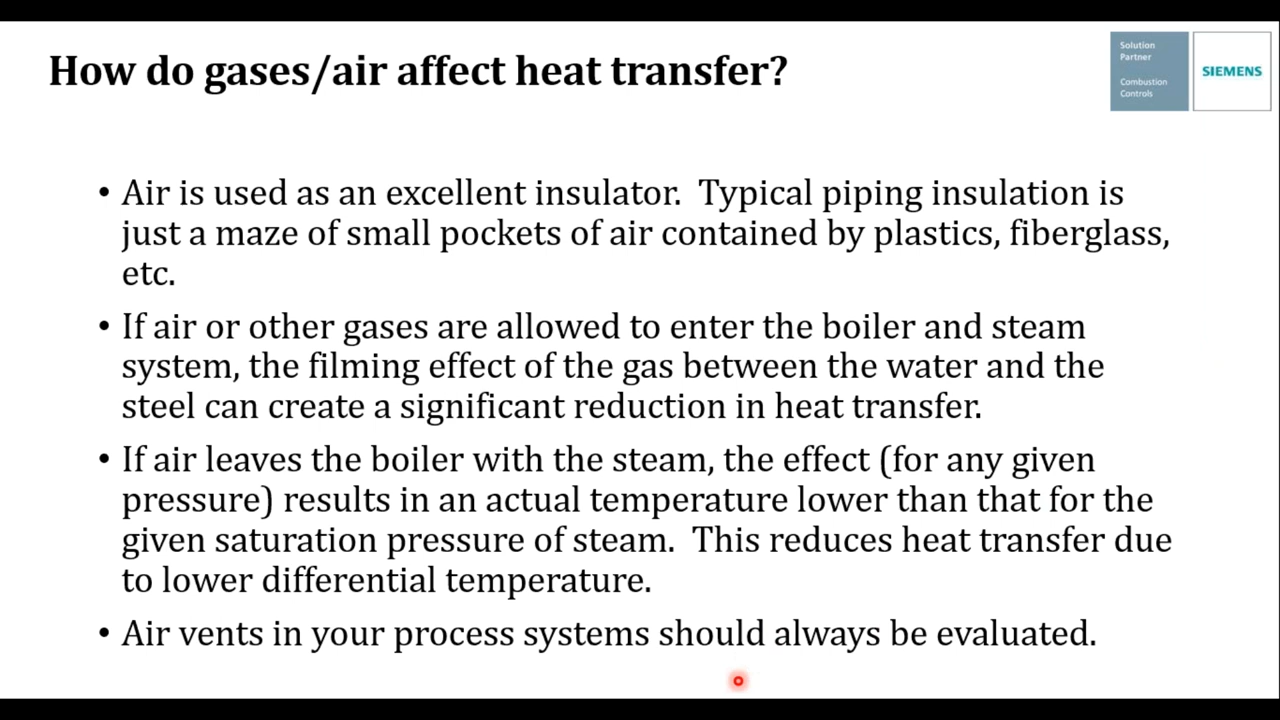 How do gases/air affect heat transfer?
Solution
Partner
Combustion
Controls
SIEMENS
• Air is used as an excellent insulator.  Typical piping insulation is
just a maze of small pockets of air contained by plastics, fiberglass,
etc.
• If air or other gases are allowed to enter the boiler and steam
system, the filming effect of the gas between the water and the
steel can create a significant reduction in heat transfer.
• If air leaves the boiler with the steam, the effect (for any given
pressure) results in an actual temperature lower than that for the
given saturation pressure of steam.  This reduces heat transfer due
to lower differential temperature.
• Air vents in your process systems should always be evaluated.